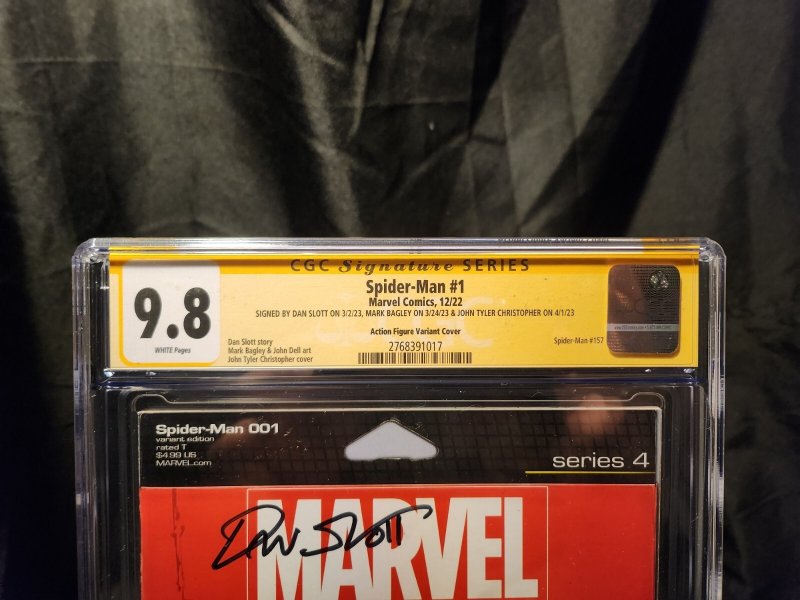 CGC Signature SERIES
9.8
WHITE Pages
Spider-Man #1
Marvel Comics, 12/22
SIGNED BY DAN SLOTT ON 3/2/23, MARK BAGLEY ON 3/24/23 & JOHN TYLER CHRISTOPHER ON 4/1/23
Action Figure Variant Cover
Dan Slott story
Mark Bagley & John Dell art
John Tyler Christopher cover
2768391017
Spider-Man #157
Spider-Man 001
variant edition
rated T
$4.99 US
MARVEL.com
series 4
MARVEL
DAN SLOTT